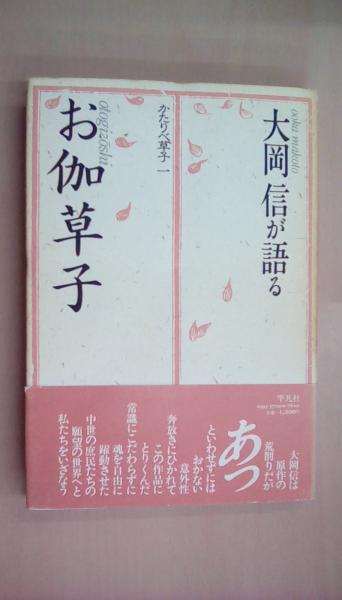 大岡信が語る
ooka makoto
かたりべ草子 一
お伽草子
otogizōshi
平凡社
大岡信は
原作の
荒削りだが
あっ
といわせずには
おかない
意外性
奔放さにひかれて
この作品に
とりくんだ
常識にこだわらずに
魂を自由に
躍動させた
中世の庶民たちの
願望の世界へと
私たちをいざなう